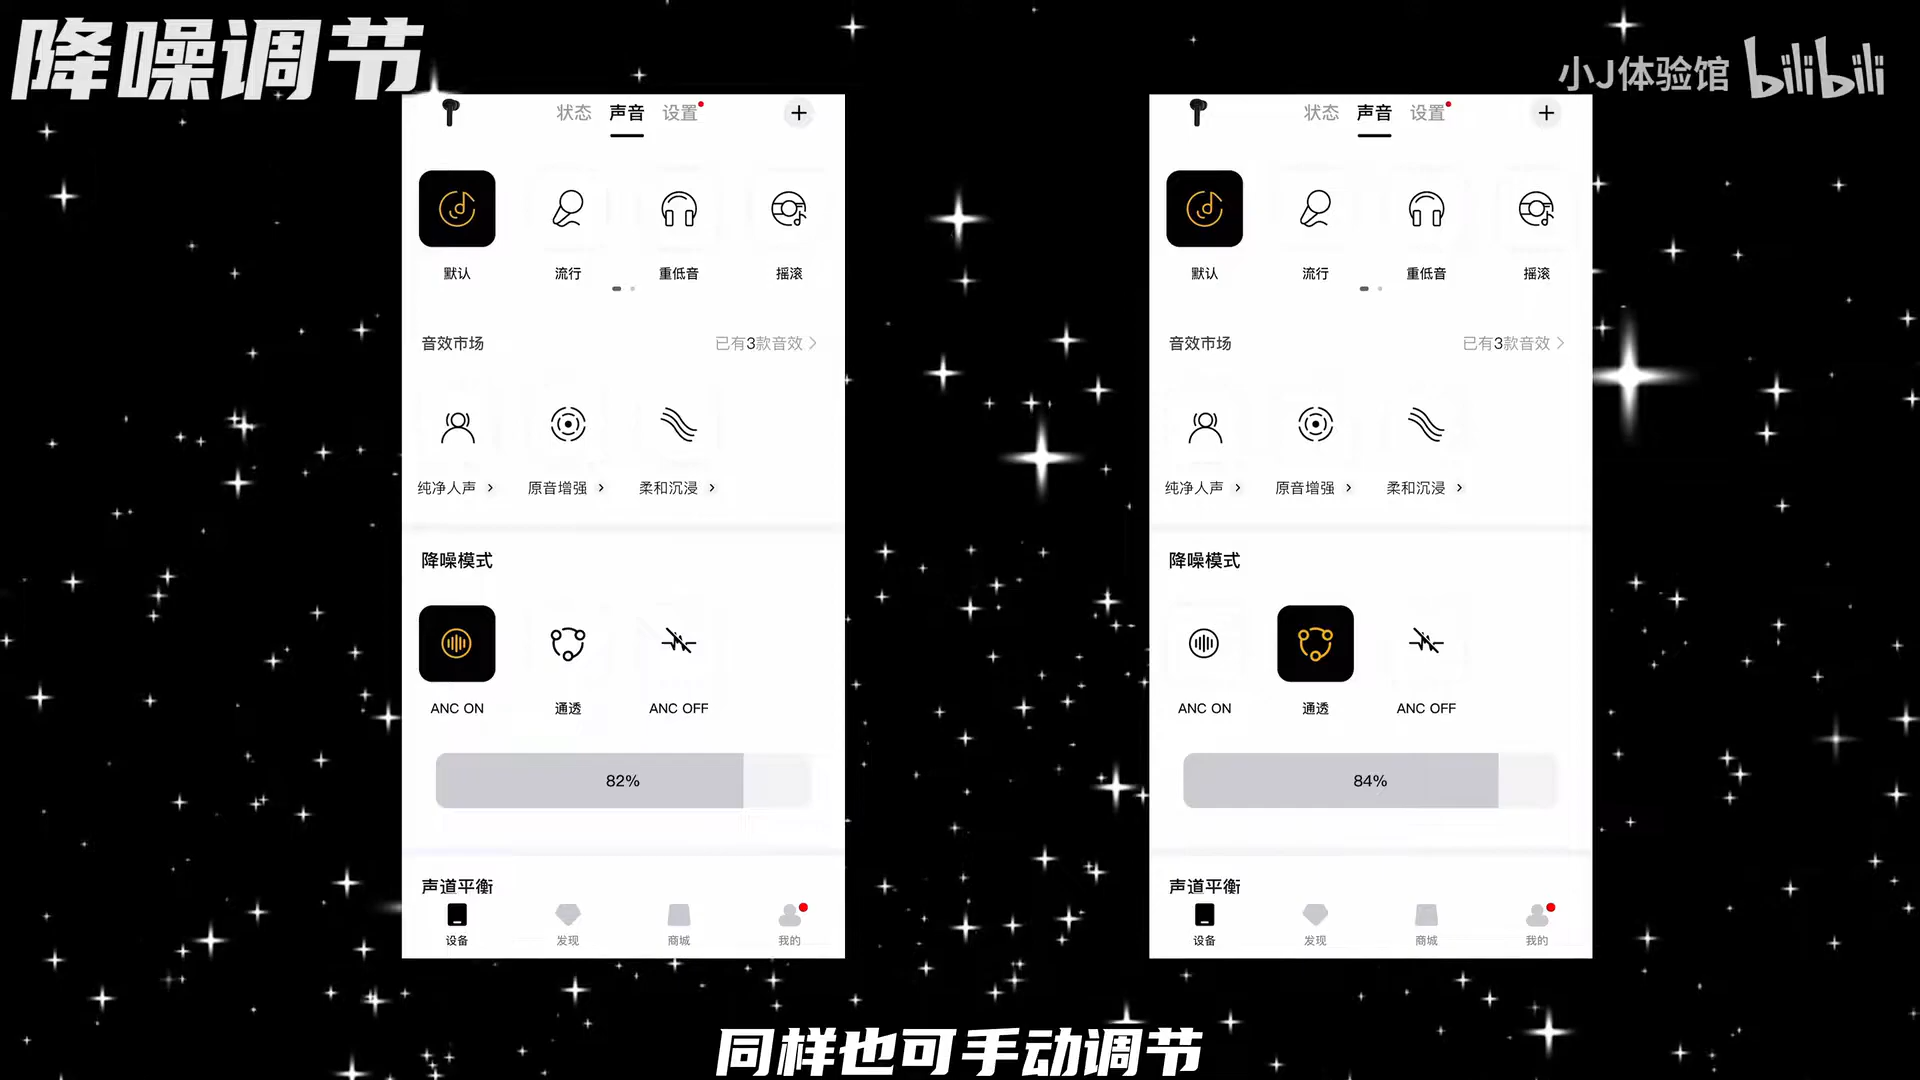 降噪调节
小J体验馆 bilibili
状态 声音 设置
默认 流行 重低音 摇滚
音效市场 已有3款音效
纯净人声 原音增强 柔和沉浸
降噪模式
ANC ON 通透 ANC OFF
82%
声道平衡
设备 发现 商城 我的
状态 声音 设置
默认 流行 重低音 摇滚
音效市场 已有3款音效
纯净人声 原音增强 柔和沉浸
降噪模式
ANC ON 通透 ANC OFF
84%
声道平衡
设备 发现 商城 我的
同样也可手动调节